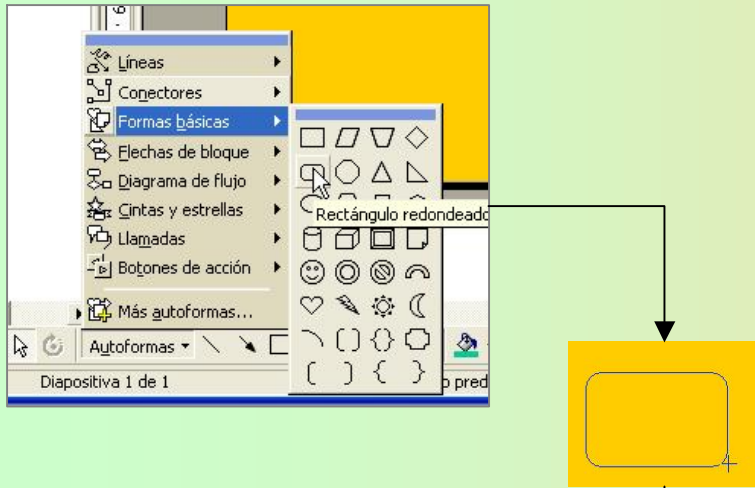 Líneas
Conectores
Formas básicas
Flechas de bloque
Diagrama de flujo
Cintas y estrellas
Llamadas
Botones de acción
Más autoformas...
Rectángulo redondeado
Autoformas
Diapositiva 1 de 1
o pred